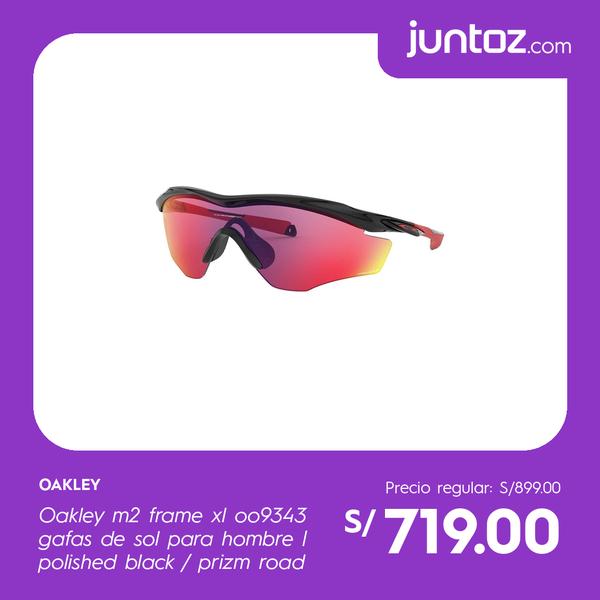 juntoz.com
OAKLEY
Oakley m2 frame xl oo9343
gafas de sol para hombre |
polished black / prizm road
Precio regular: S/899.00
S/ 719.00